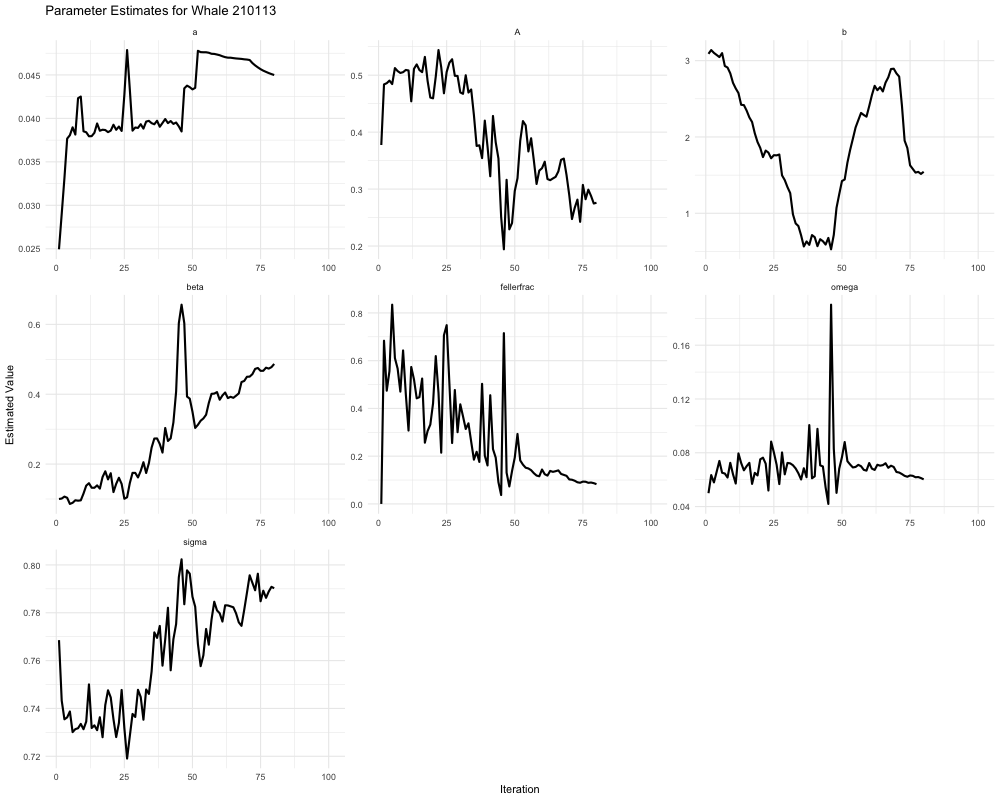 Parameter Estimates for Whale 210113
a
A
b
0.045
0.040
0.035
0.030
0.025
0.5
0.4
0.3
0.2
3
2
1
0 25 50 75 100
0 25 50 75 100
0 25 50 75 100
beta
fellerfrac
omega
0.6
0.4
0.2
0.8
0.6
0.4
0.2
0.0
0.16
0.12
0.08
0.04
0 25 50 75 100
0 25 50 75 100
0 25 50 75 100
Estimated Value
sigma
0.80
0.78
0.76
0.74
0.72
0 25 50 75 100
Iteration